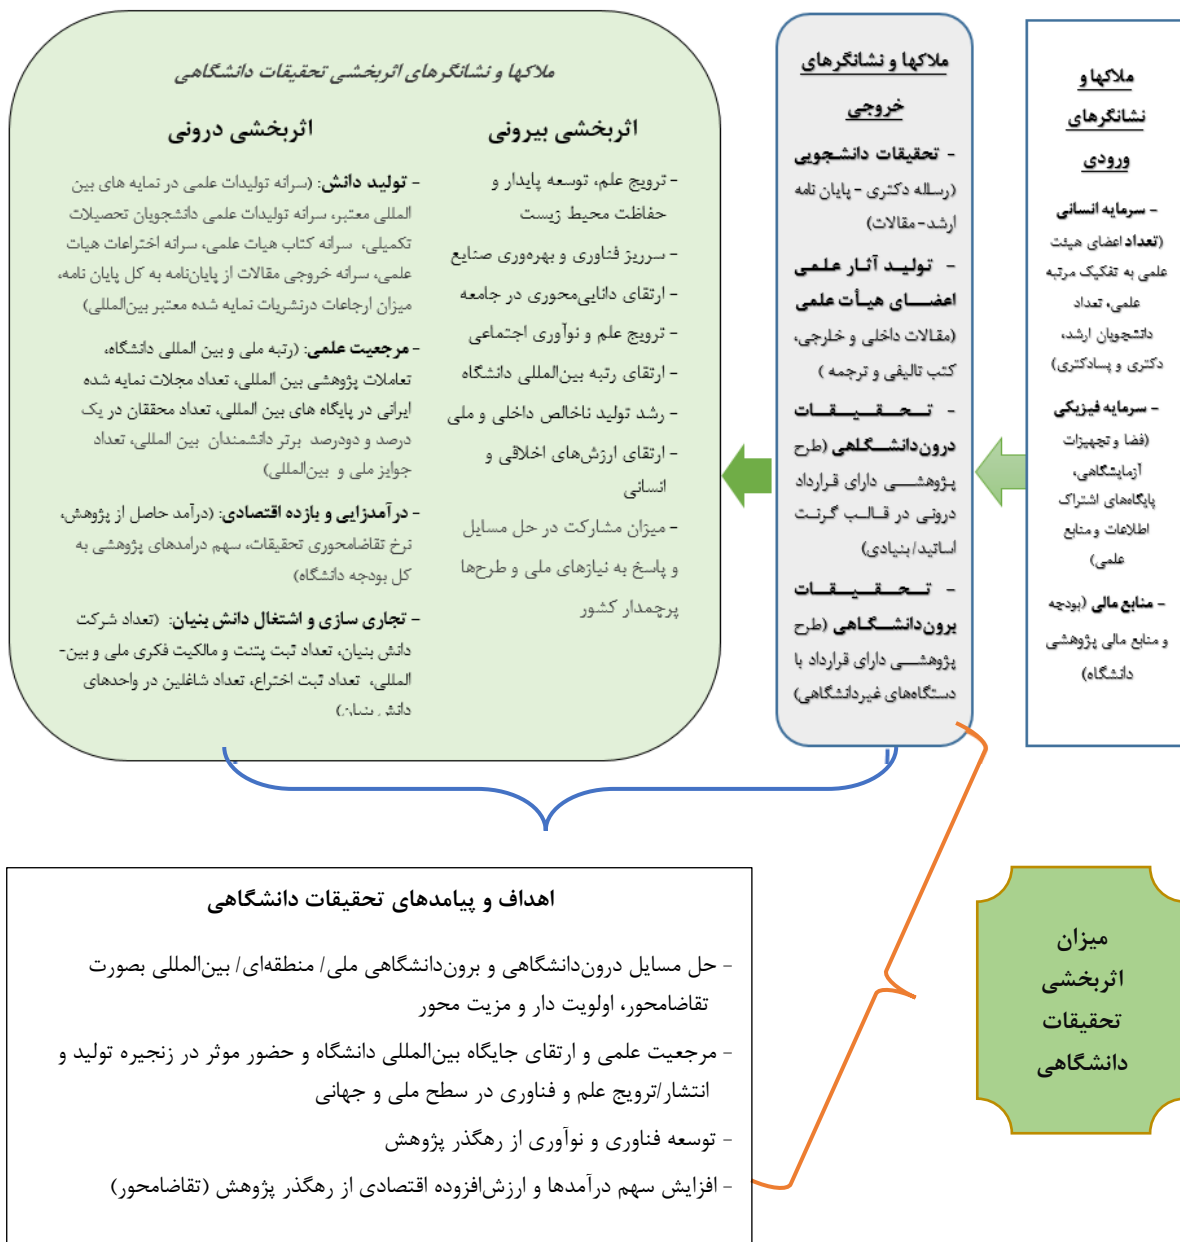 ملاکها و
نشانگرهای
ورودی
- سرمایه انسانی
(تعداد اعضای هیئت
علمی به تفکیک مرتبه
علمی، تعداد
دانشجویان ارشد،
دکتری و پسادکتری)
- سرمایه فیزیکی
(فضا و تجهیزات
آزمایشگاهی،
پایگاه‌های اشتراک
اطلاعات و منابع
علمی)
- منابع مالی (بودجه
و منابع مالی پژوهشی
دانشگاه)
ملاکها و نشانگرهای
خروجی
- تحقیقات دانشجویی
(رساله دکتری - پایان نامه
ارشد- مقالات)
- تولید آثار علمی
اعضای هیأت علمی
(مقالات داخلی و خارجی،
کتب تالیفی و ترجمه )
- تحقیقات
درون‌دانشگاهی (طرح
پژوهشی دارای قرارداد
درونی در قالب گرنت
اساتید/بنیادی)
- تحقیقات
برون‌دانشگاهی (طرح
پژوهشی دارای قرارداد با
دستگاه‌های غیردانشگاهی)
ملاکها و نشانگرهای اثربخشی تحقیقات دانشگاهی
اثربخشی بیرونی
- ترویج علم، توسعه پایدار و
حفاظت محیط زیست
- سرریز فناوری و بهره‌وری صنایع
- ارتقای دانایی‌محوری در جامعه
- ترویج علم و نوآوری اجتماعی
- ارتقای رتبه بین‌المللی دانشگاه
- رشد تولید ناخالص داخلی و ملی
- ارتقای ارزش‌های اخلاقی و
انسانی
- میزان مشارکت در حل مسایل
و پاسخ به نیازهای ملی و طرح‌ها
پرچمدار کشور
اثربخشی درونی
- تولید دانش: (سرانه تولیدات علمی در نمایه های بین
المللی معتبر، سرانه تولیدات علمی دانشجویان تحصیلات
تکمیلی، سرانه کتاب هیات علمی، سرانه اختراعات هیات
علمی، سرانه خروجی مقالات از پایان‌نامه به کل پایان نامه،
میزان ارجاعات درنشریات نمایه شده معتبر بین‌المللی)
- مرجعیت علمی: (رتبه ملی و بین المللی دانشگاه،
تعاملات پژوهشی بین المللی، تعداد مجلات نمایه شده
ایرانی در پایگاه های بین المللی، تعداد محققان در یک
درصد و دودرصد برتر دانشمندان بین المللی، تعداد
جوایز ملی و بین‌المللی)
- درآمدزایی و بازده اقتصادی: (درآمد حاصل از پژوهش،
نرخ تقاضامحوری تحقیقات، سهم درامدهای پژوهشی به
کل بودجه دانشگاه)
- تجاری سازی و اشتغال دانش بنیان: (تعداد شرکت
دانش بنیان، تعداد ثبت پتنت و مالکیت فکری ملی و بین-
المللی، تعداد ثبت اختراع، تعداد شاغلین در واحدهای
دانش بنیان)
اهداف و پیامدهای تحقیقات دانشگاهی
- حل مسایل درون‌دانشگاهی و برون‌دانشگاهی ملی/ منطقه‌ای/ بین‌المللی بصورت
تقاضامحور، اولویت دار و مزیت محور
- مرجعیت علمی و ارتقای جایگاه بین‌المللی دانشگاه و حضور موثر در زنجیره تولید و
انتشار/ترویج علم و فناوری در سطح ملی و جهانی
- توسعه فناوری و نوآوری از رهگذر پژوهش
- افزایش سهم درآمدها و ارزش‌افزوده اقتصادی از رهگذر پژوهش (تقاضامحور)
میزان
اثربخشی
تحقیقات
دانشگاهی